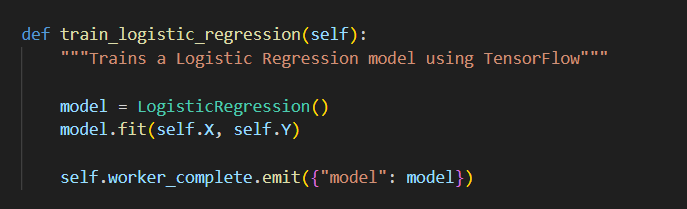 def train_logistic_regression(self):
"""Trains a Logistic Regression model using TensorFlow"""
model = LogisticRegression()
model.fit(self.X, self.Y)
self.worker_complete.emit({"model": model})